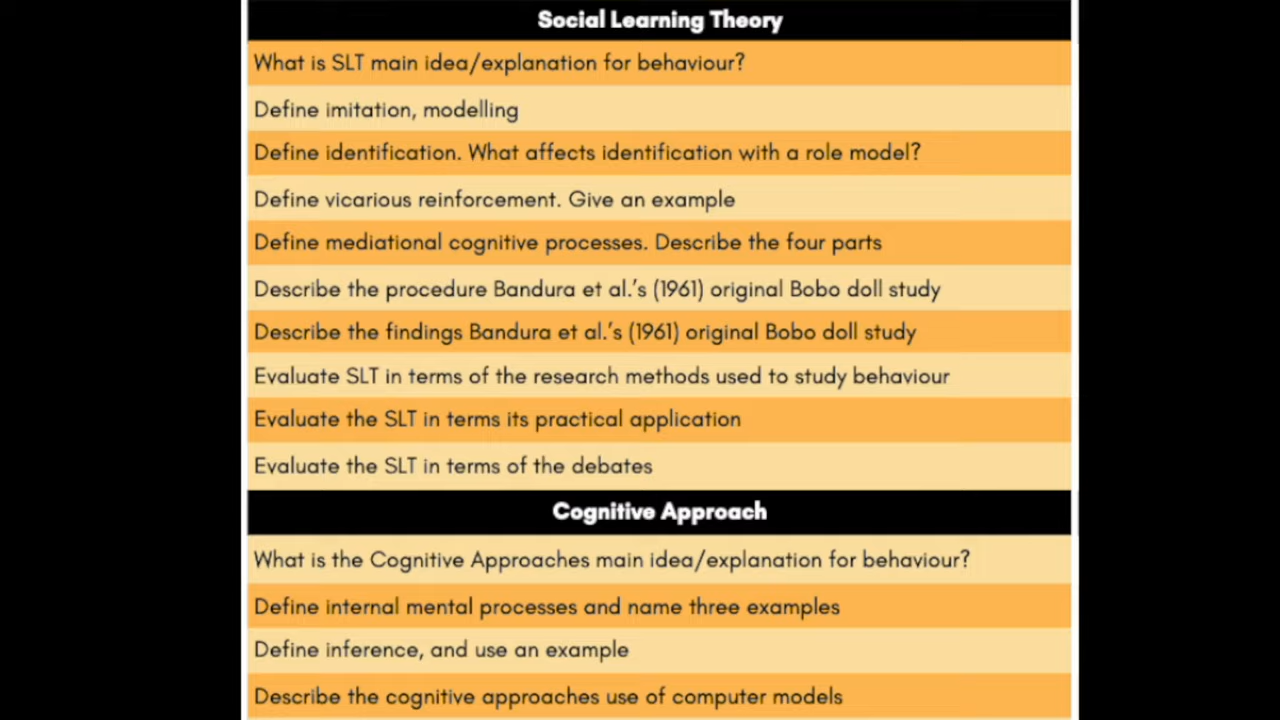 Social Learning Theory
What is SLT main idea/explanation for behaviour?
Define imitation, modelling
Define identification. What affects identification with a role model?
Define vicarious reinforcement. Give an example
Define mediational cognitive processes. Describe the four parts
Describe the procedure Bandura et al.'s (1961) original Bobo doll study
Describe the findings Bandura et al.'s (1961) original Bobo doll study
Evaluate SLT in terms of the research methods used to study behaviour
Evaluate the SLT in terms its practical application
Evaluate the SLT in terms of the debates
Cognitive Approach
What is the Cognitive Approaches main idea/explanation for behaviour?
Define internal mental processes and name three examples
Define inference, and use an example
Describe the cognitive approaches use of computer models